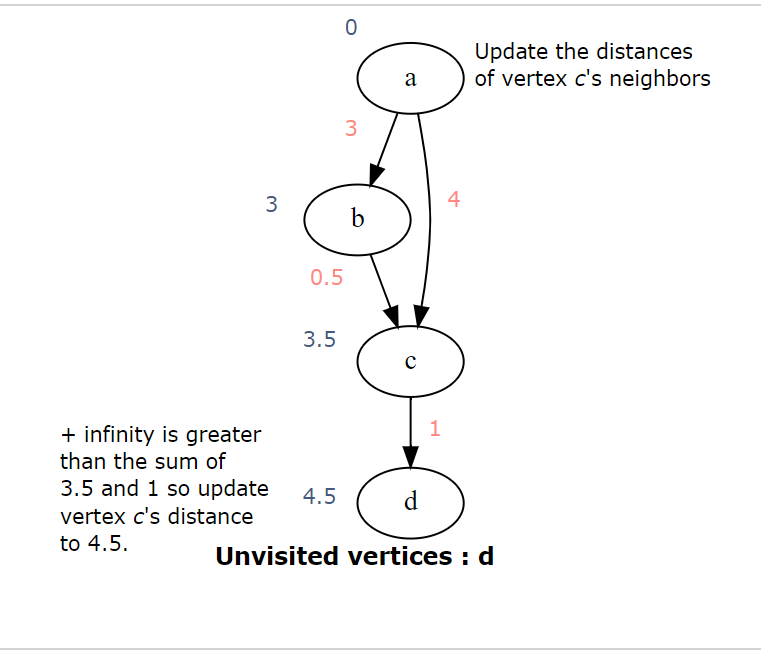 0
a
Update the distances
of vertex c's neighbors
3
3
b
4
0.5
3.5
c
1
+ infinity is greater
than the sum of
3.5 and 1 so update
vertex c's distance
to 4.5.
4.5
d
Unvisited vertices : d